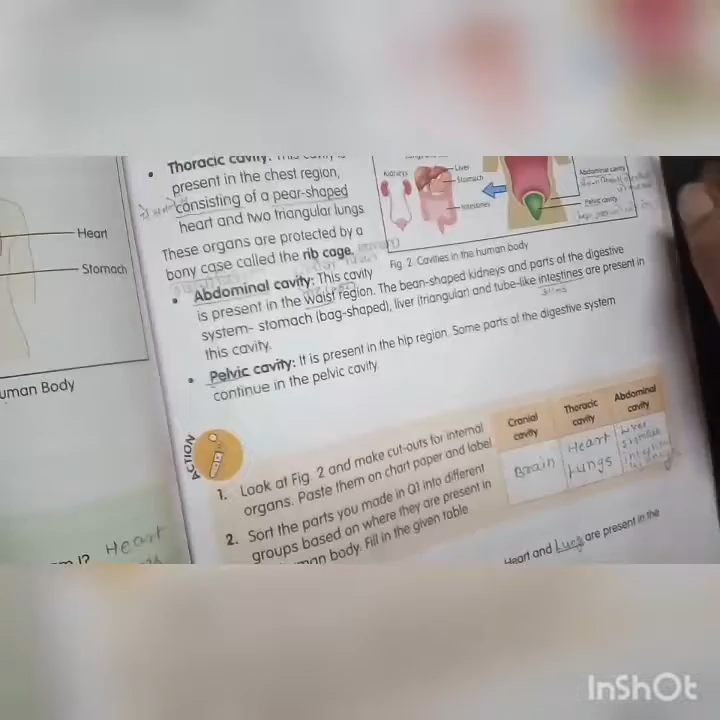 Heart
Stomach
uman Body
Heart
• Thoracic cavity:
present in the chest region,
consisting of a pear-shaped
heart and two triangular lungs
These organs are protected by a
bony case called the rib cage.
Kidneys
Liver
Stomach
Intestines
Abdominal cavity
Pelvic cavity
Fig. 2. Cavities in the human body
• Abdominal cavity: This cavity
is present in the waist region. The bean-shaped kidneys and parts of the digestive
system- stomach (bag-shaped), liver (triangular) and tube-like intestines are present in
this cavity.
• Pelvic cavity: It is present in the hip region. Some parts of the digestive system
continue in the pelvic cavity.
ACTION
1. Look at Fig. 2 and make cut-outs for internal
organs. Paste them on chart paper and label
2. Sort the parts you made in Q1 into different
groups based on where they are present in
body. Fill in the given table
Cranial cavity
Thoracic cavity
Abdominal cavity
Brain
Heart
Lungs
Liver
Heart and Lung are present in the
InShOt